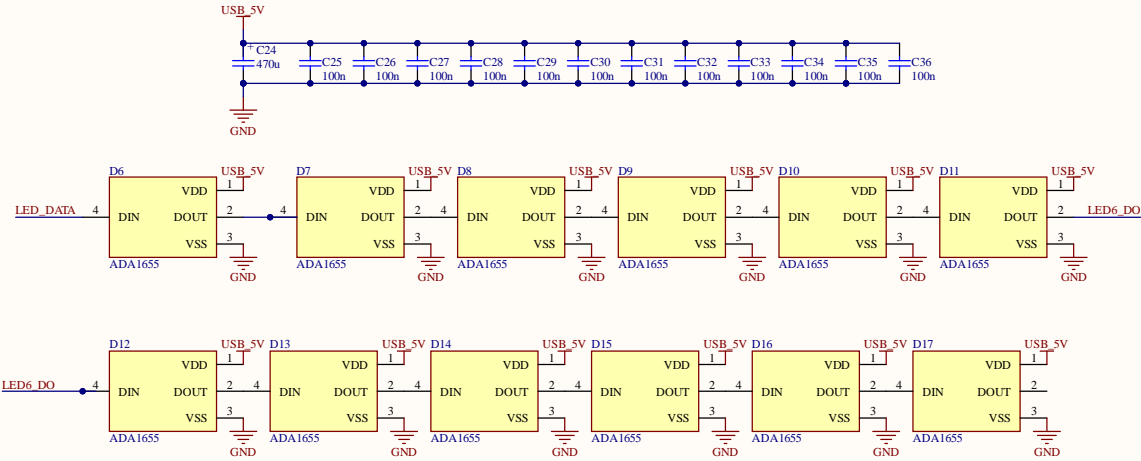 USB_5V
+
C24 C25 C26 C27 C28 C29 C30 C31 C32 C33 C34 C35 C36
470u 100n 100n 100n 100n 100n 100n 100n 100n 100n 100n 100n 100n
GND
D6 USB_5V D7 USB_5V D8 USB_5V D9 USB_5V D10 USB_5V D11 USB_5V
VDD 1 VDD 1 VDD 1 VDD 1 VDD 1 VDD 1
LED_DATA 4 DIN DOUT 2 4 DIN DOUT 2 4 DIN DOUT 2 4 DIN DOUT 2 4 DIN DOUT 2 4 DIN DOUT 2 LED6_DO
VSS 3 VSS 3 VSS 3 VSS 3 VSS 3 VSS 3
ADA1655 ADA1655 ADA1655 ADA1655 ADA1655 ADA1655
GND GND GND GND GND GND
D12 USB_5V D13 USB_5V D14 USB_5V D15 USB_5V D16 USB_5V D17
VDD 1 VDD 1 VDD 1 VDD 1 VDD 1 VDD 1
LED6_DO 4 DIN DOUT 2 4 DIN DOUT 2 4 DIN DOUT 2 4 DIN DOUT 2 4 DIN DOUT 2 4 DIN DOUT 2
VSS 3 VSS 3 VSS 3 VSS 3 VSS 3 VSS 3
ADA1655 ADA1655 ADA1655 ADA1655 ADA1655 ADA1655
GND GND GND GND GND GND